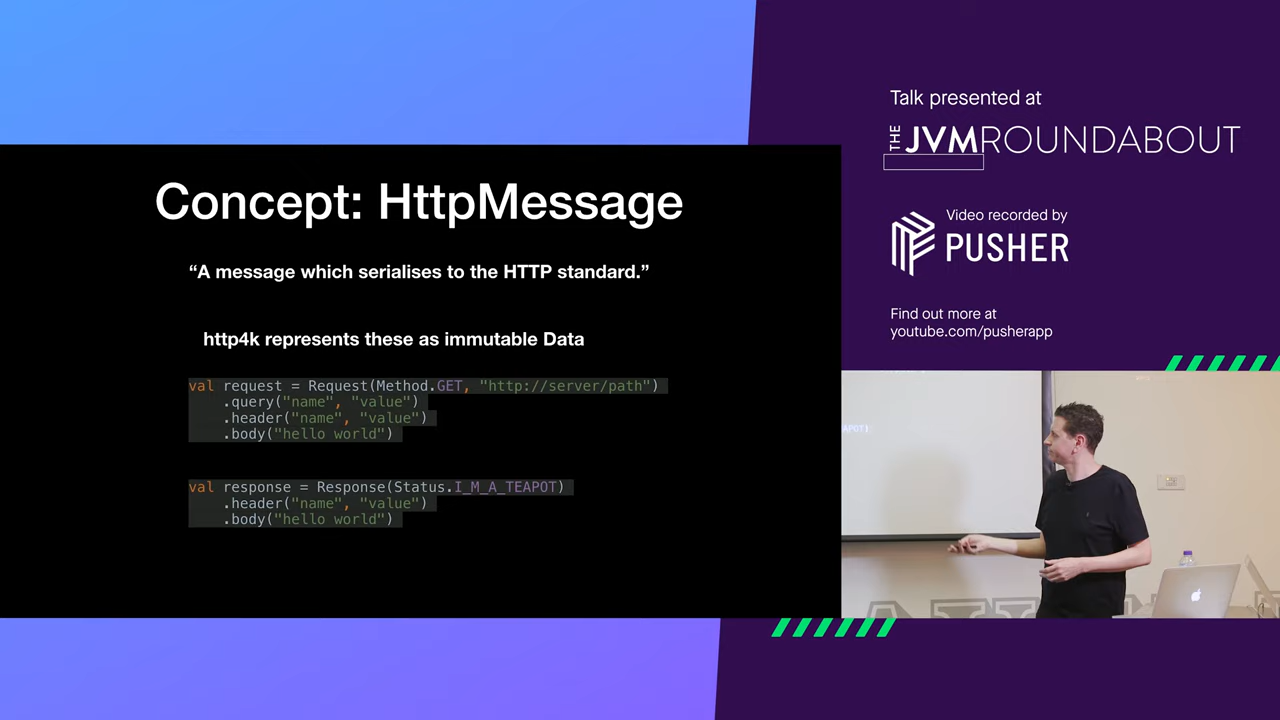 Concept: HttpMessage
“A message which serialises to the HTTP standard.”
http4k represents these as immutable Data
val request = Request(Method.GET, "http://server/path")
.query("name", "value")
.header("name", "value")
.body("hello world")
val response = Response(Status.I_M_A_TEAPOT)
.header("name", "value")
.body("hello world")
Talk presented at
THE JVMROUNDABOUT
Video recorded by
PUSHER
Find out more at
youtube.com/pusherapp